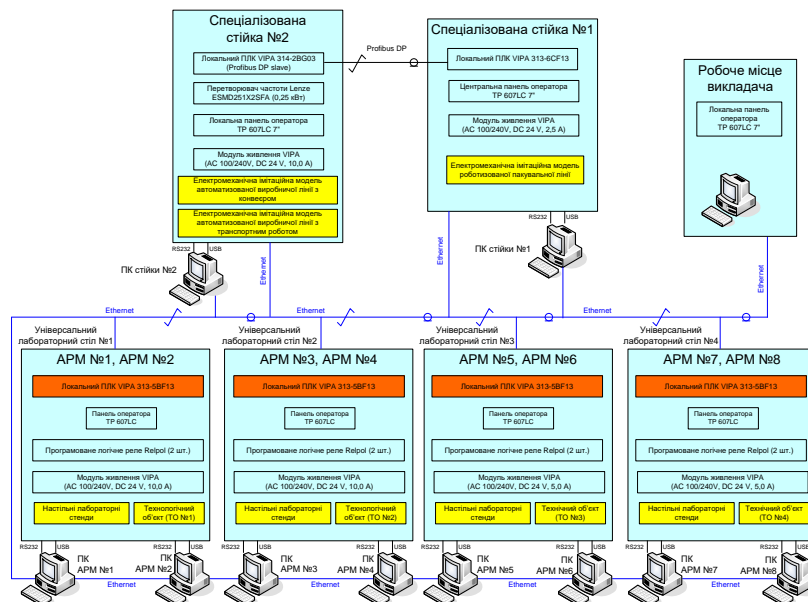 Спеціалізована
стійка №2
Локальний ПЛК VIPA 314-2BG03
(Profibus DP slave)
Перетворювач частоти Lenze
ESMD251X2SFA (0,25 кВт)
Локальна панель оператора
TP 607LC 7"
Модуль живлення VIPA
(AC 100/240V, DC 24 V, 10,0 A)
Електромеханічна імітаційна модель
автоматизованої виробничої лінії з
конвеєром
Електромеханічна імітаційна модель
автоматизованої виробничої лінії з
транспортним роботом
RS232
USB
ПК стійки №2
Ethernet
Profibus DP
Спеціалізована
стійка №1
Локальний ПЛК VIPA 313-6CF13
Центральна панель оператора
TP 607LC 7"
Модуль живлення VIPA
(AC 100/240V, DC 24 V, 2,5 A)
Електромеханічна імітаційна модель
роботизованої пакувальної лінії
RS232
USB
ПК стійки №1
Ethernet
Робоче місце
викладача
Локальна панель
оператора
TP 607LC 7"
Ethernet
Ethernet
Ethernet
Ethernet
Універсальний
лабораторний стіл №1
АРМ №1, АРМ №2
Локальний ПЛК VIPA 313-5BF13
Панель оператора
TP 607LC
Програмоване логічне реле Relpol (2 шт.)
Модуль живлення VIPA
(AC 100/240V, DC 24 V, 10,0 A)
Настільні лабораторні
стенди
Технологічний
об'єкт (ТО №1)
RS232
USB
RS232
USB
ПК
АРМ №1
ПК
АРМ №2
Універсальний
лабораторний стіл №2
АРМ №3, АРМ №4
Локальний ПЛК VIPA 313-5BF13
Панель оператора
TP 607LC
Програмоване логічне реле Relpol (2 шт.)
Модуль живлення VIPA
(AC 100/240V, DC 24 V, 10,0 A)
Настільні лабораторні
стенди
Технологічний
об'єкт (ТО №2)
RS232
USB
RS232
USB
ПК
АРМ №3
ПК
АРМ №4
Універсальний
лабораторний стіл №3
АРМ №5, АРМ №6
Локальний ПЛК VIPA 313-5BF13
Панель оператора
TP 607LC
Програмоване логічне реле Relpol (2 шт.)
Модуль живлення VIPA
(AC 100/240V, DC 24 V, 5,0 A)
Настільні лабораторні
стенди
Технічний
об'єкт (ТО №3)
RS232
USB
RS232
USB
ПК
АРМ №5
ПК
АРМ №6
Універсальний
лабораторний стіл №4
АРМ №7, АРМ №8
Локальний ПЛК VIPA 313-5BF13
Панель оператора
TP 607LC
Програмоване логічне реле Relpol (2 шт.)
Модуль живлення VIPA
(AC 100/240V, DC 24 V, 5,0 A)
Настільні лабораторні
стенди
Технічний
об'єкт (ТО №4)
RS232
USB
RS232
USB
ПК
АРМ №7
ПК
АРМ №8
Ethernet
Ethernet